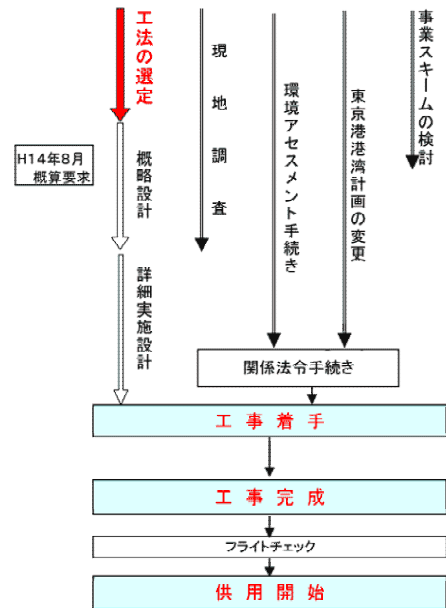 工法の選定
現地調査
環境アセスメント手続き
東京港港湾計画の変更
事業スキームの検討
H14年8月
概算要求
概略設計
詳細実施設計
関係法令手続き
工事着手
工事完成
フライトチェック
供用開始